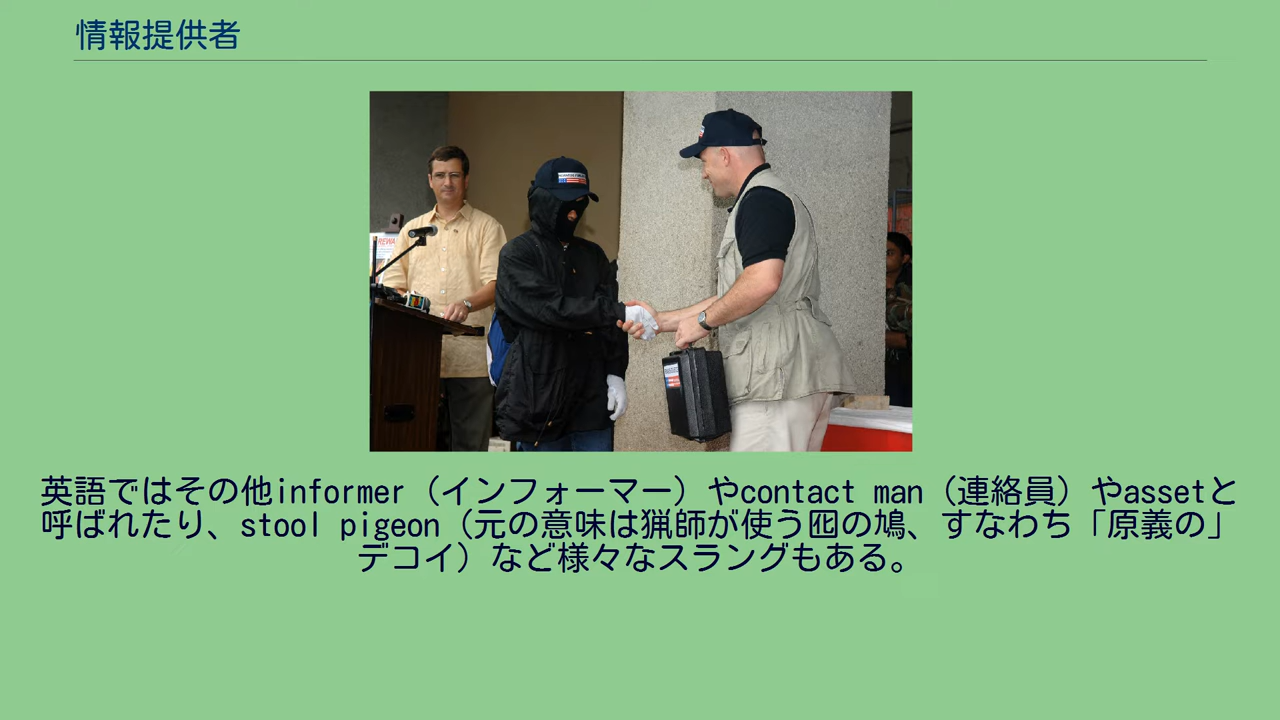 情報提供者
REWA
英語ではその他informer（インフォーマー）やcontact man（連絡員）やassetと
呼ばれたり、stool pigeon（元の意味は猟師が使う囮の鳩、すなわち「原義の」
デコイ）など様々なスラングもある。